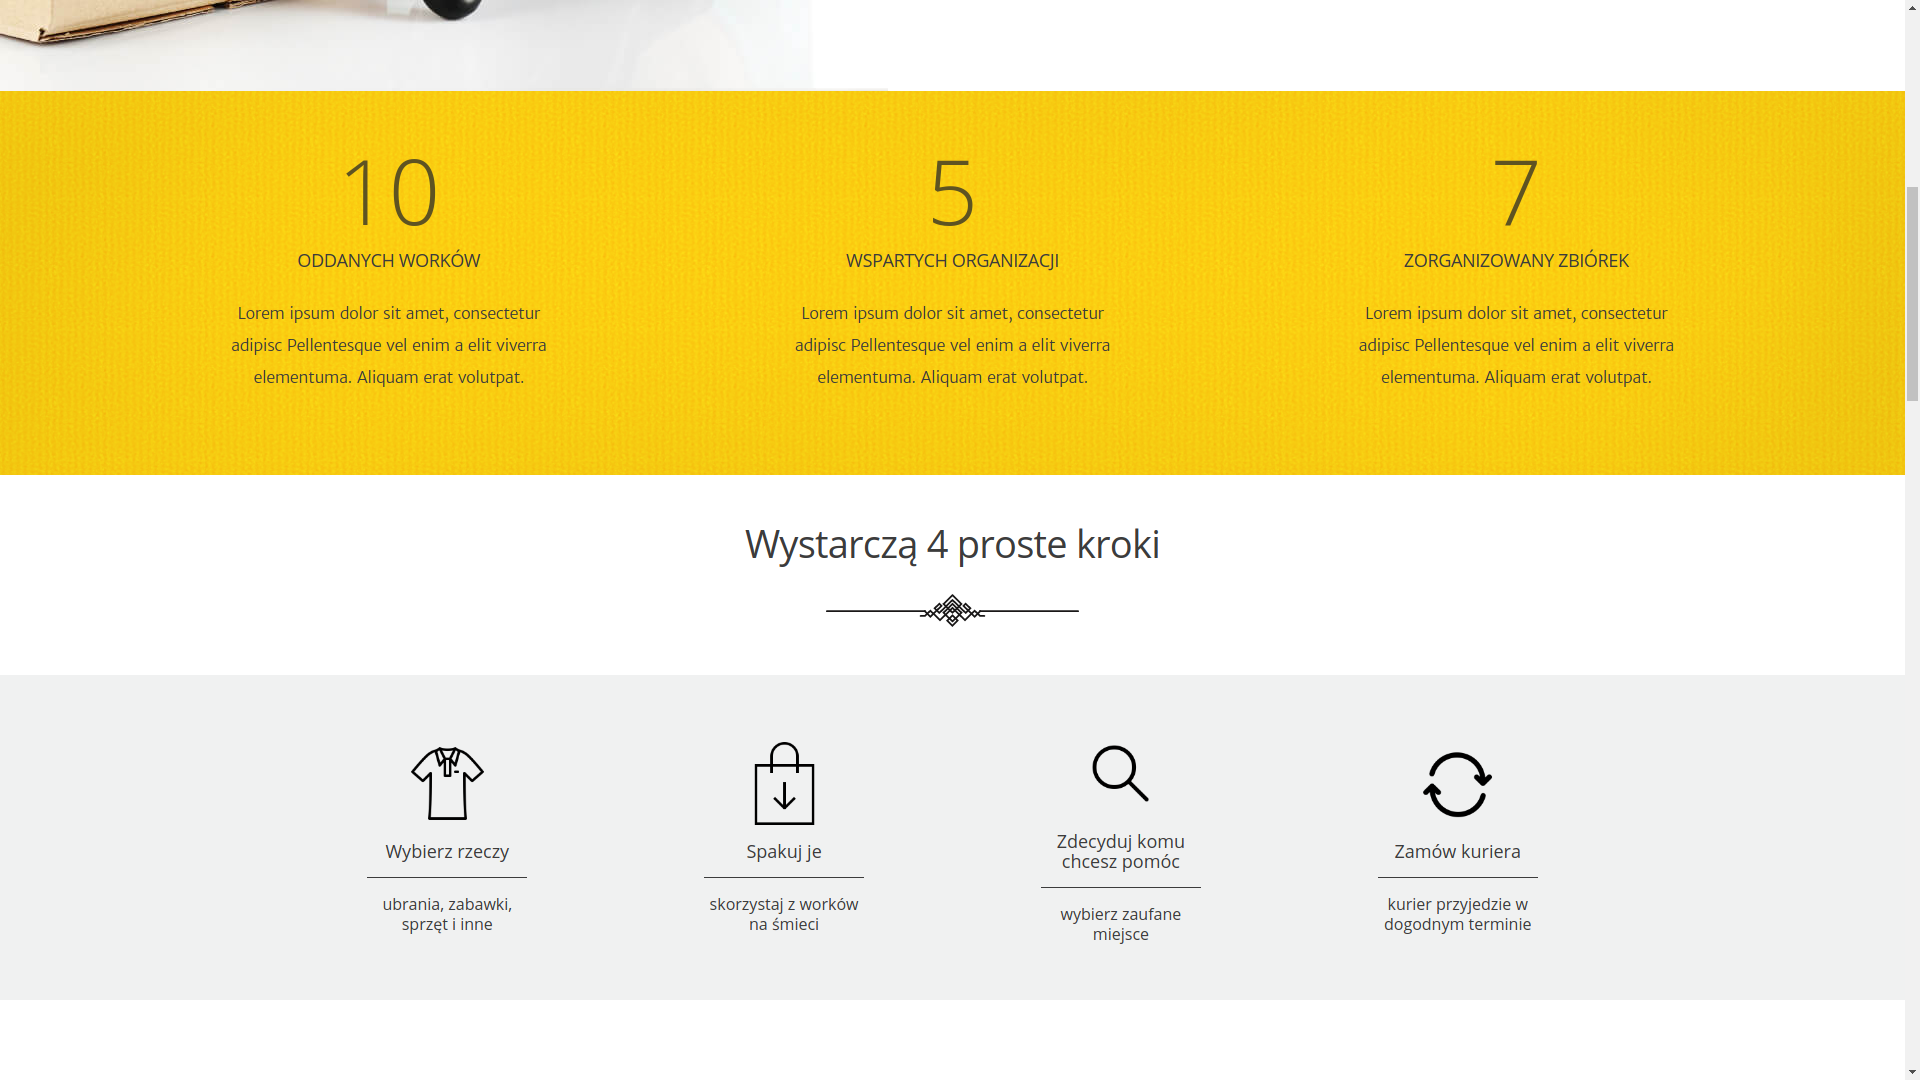 10
ODDANYCH WORKÓW
Lorem ipsum dolor sit amet, consectetur
adipisc Pellentesque vel enim a elit viverra
elementuma. Aliquam erat volutpat.
5
WSPARTYCH ORGANIZACJI
Lorem ipsum dolor sit amet, consectetur
adipisc Pellentesque vel enim a elit viverra
elementuma. Aliquam erat volutpat.
7
ZORGANIZOWANY ZBIÓREK
Lorem ipsum dolor sit amet, consectetur
adipisc Pellentesque vel enim a elit viverra
elementuma. Aliquam erat volutpat.
Wystarczą 4 proste kroki
Wybierz rzeczy
ubrania, zabawki,
sprzęt i inne
Spakuj je
skorzystaj z worków
na śmieci
Zdecyduj komu
chcesz pomóc
wybierz zaufane
miejsce
Zamów kuriera
kurier przyjedzie w
dogodnym terminie